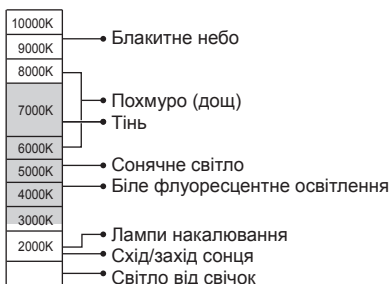 10000K
9000K
Блакитне небо
8000K
7000K
Похмуро (дощ)
Тінь
6000K
5000K
Сонячне світло
4000K
Біле флуоресцентне освітлення
3000K
2000K
Лампи накалювання
Схід/захід сонця
Світло від свічок